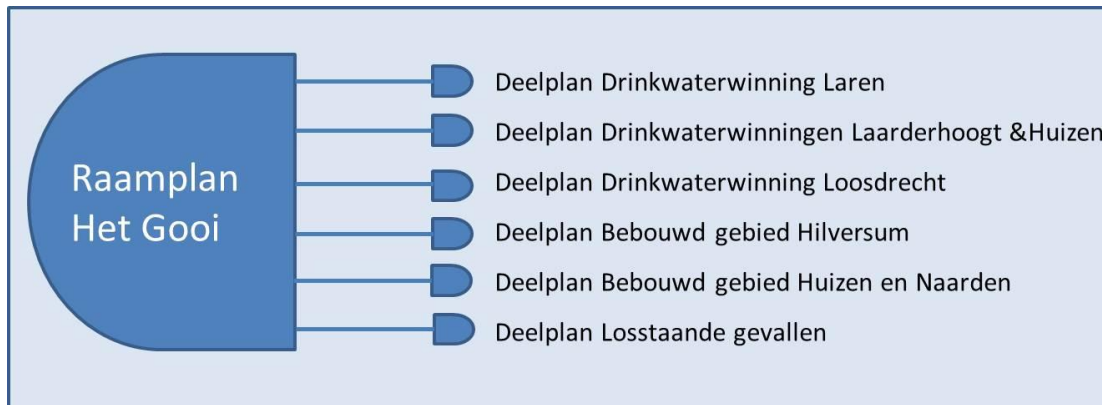 Raamplan
Het Gooi
Deelplan Drinkwaterwinning Laren
Deelplan Drinkwaterwinningen Laarderhoogt &Huizen
Deelplan Drinkwaterwinning Loosdrecht
Deelplan Bebouwd gebied Hilversum
Deelplan Bebouwd gebied Huizen en Naarden
Deelplan Losstaande gevallen